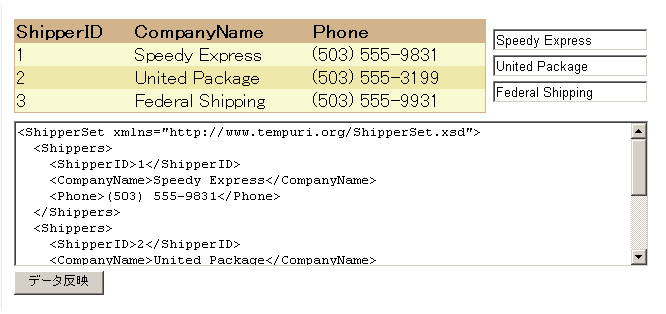 ShipperID CompanyName Phone
1 Speedy Express (503) 555-9831
2 United Package (503) 555-3199
3 Federal Shipping (503) 555-9931
Speedy Express
United Package
Federal Shipping
<ShipperSet xmlns="http://www.tempuri.org/ShipperSet.xsd">
<Shippers>
<ShipperID>1</ShipperID>
<CompanyName>Speedy Express</CompanyName>
<Phone>(503) 555-9831</Phone>
</Shippers>
<Shippers>
<ShipperID>2</ShipperID>
<CompanyName>United Package</CompanyName>
データ反映